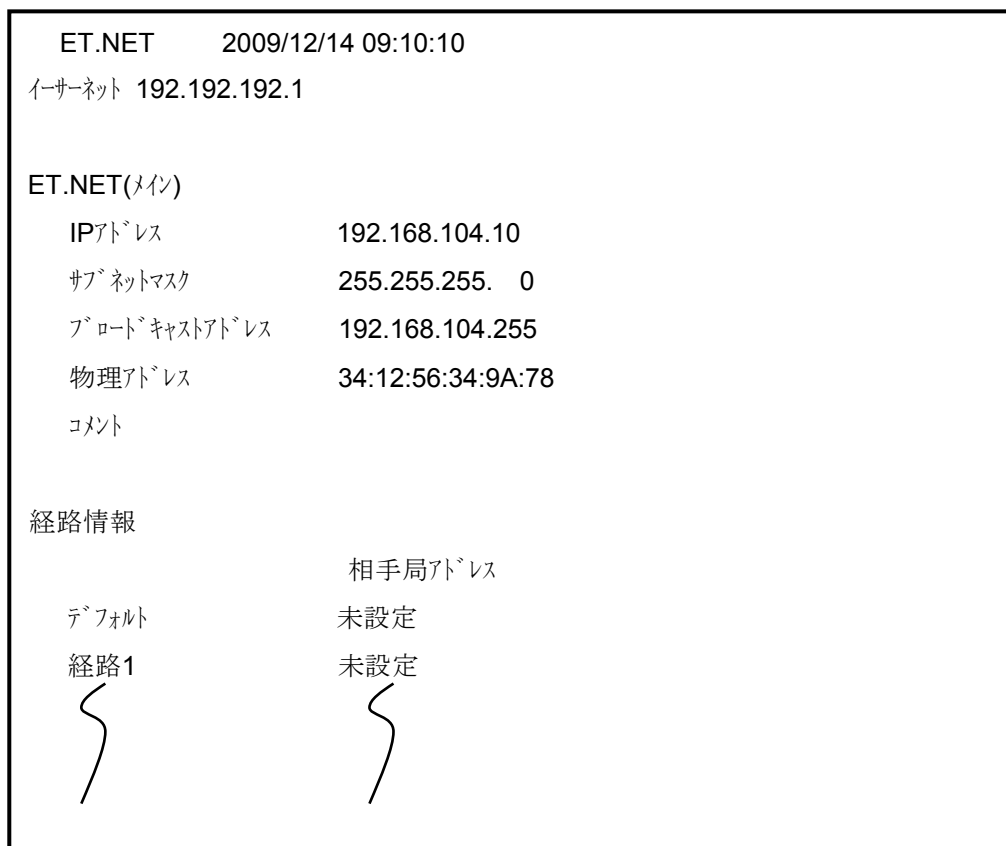 ET.NET 2009/12/14 09:10:10
ｲｰｻｰﾈｯﾄ 192.192.192.1
ET.NET(ﾒｲﾝ)
IPｱﾄﾞﾚｽ 192.168.104.10
ｻﾌﾞﾈｯﾄﾏｽｸ 255.255.255. 0
ﾌﾞﾛｰﾄﾞｷｬｽﾄｱﾄﾞﾚｽ 192.168.104.255
物理ｱﾄﾞﾚｽ 34:12:56:34:9A:78
ｺﾒﾝﾄ
経路情報
相手局ｱﾄﾞﾚｽ
ﾃﾞﾌｫﾙﾄ 未設定
経路1 未設定